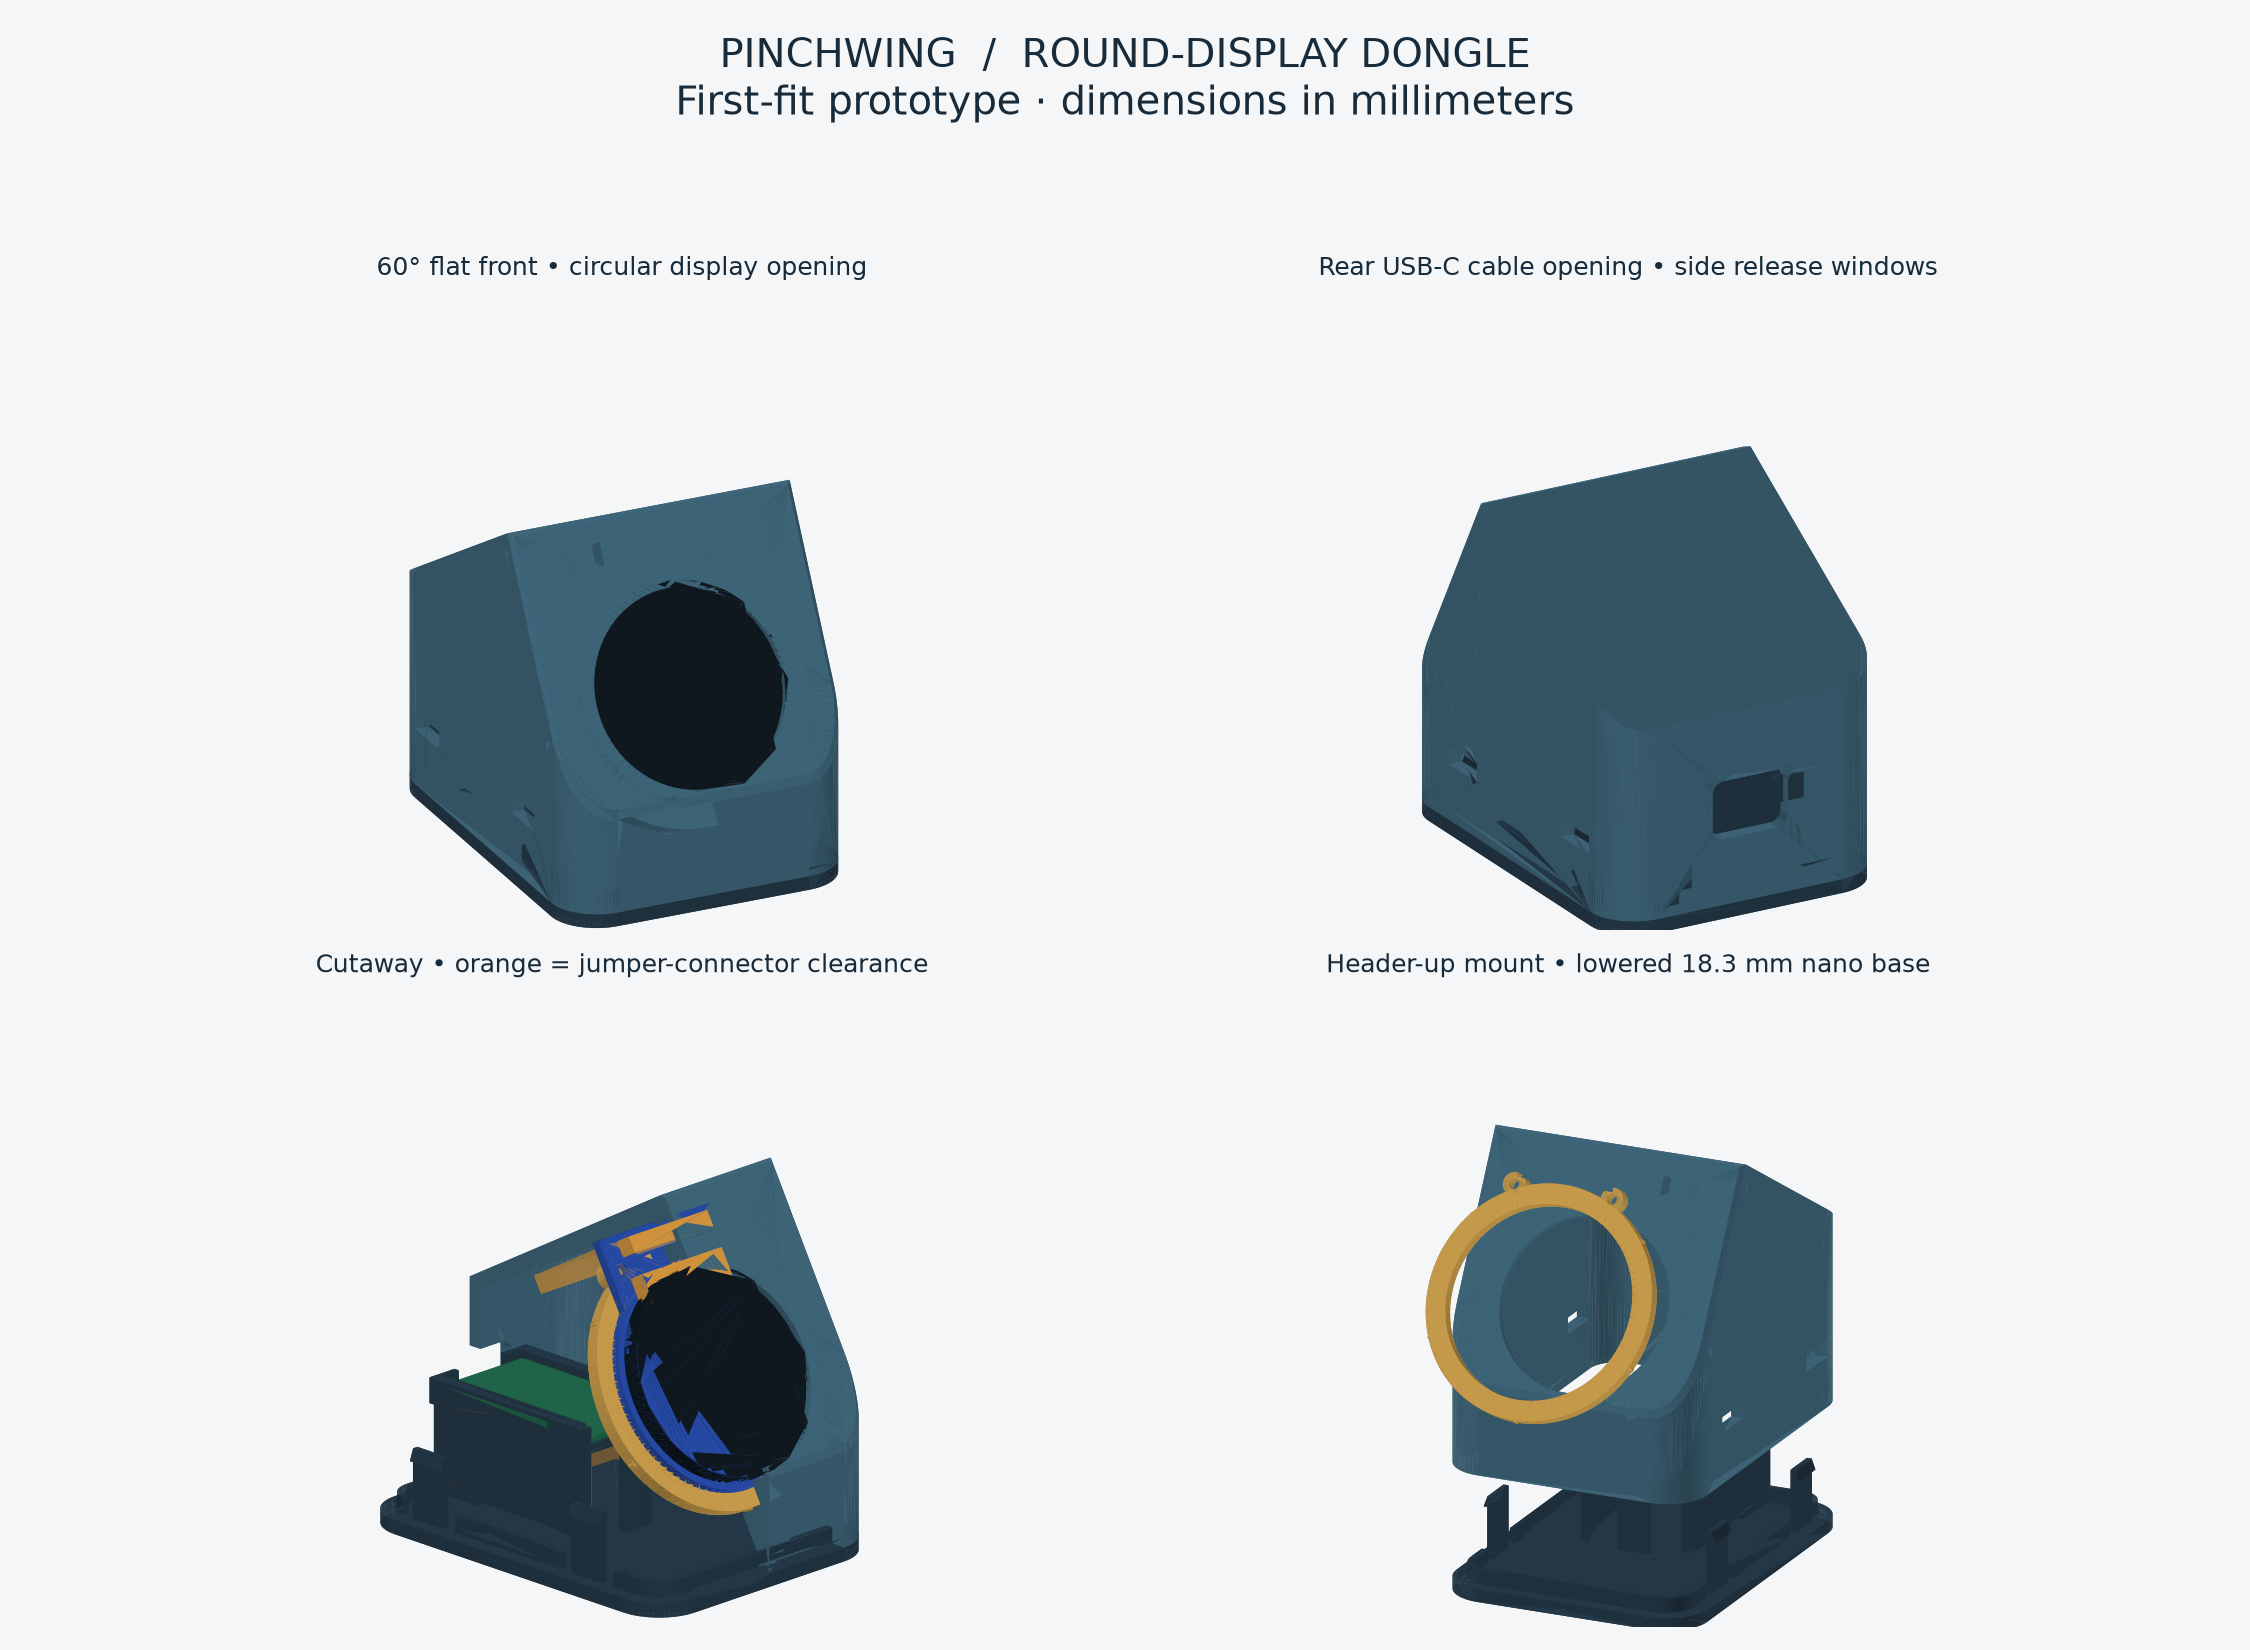 PINCHWING / ROUND-DISPLAY DONGLE
First-fit prototype · dimensions in millimeters
60° flat front • circular display opening
Rear USB-C cable opening • side release windows
Cutaway • orange = jumper-connector clearance
Header-up mount • lowered 18.3 mm nano base